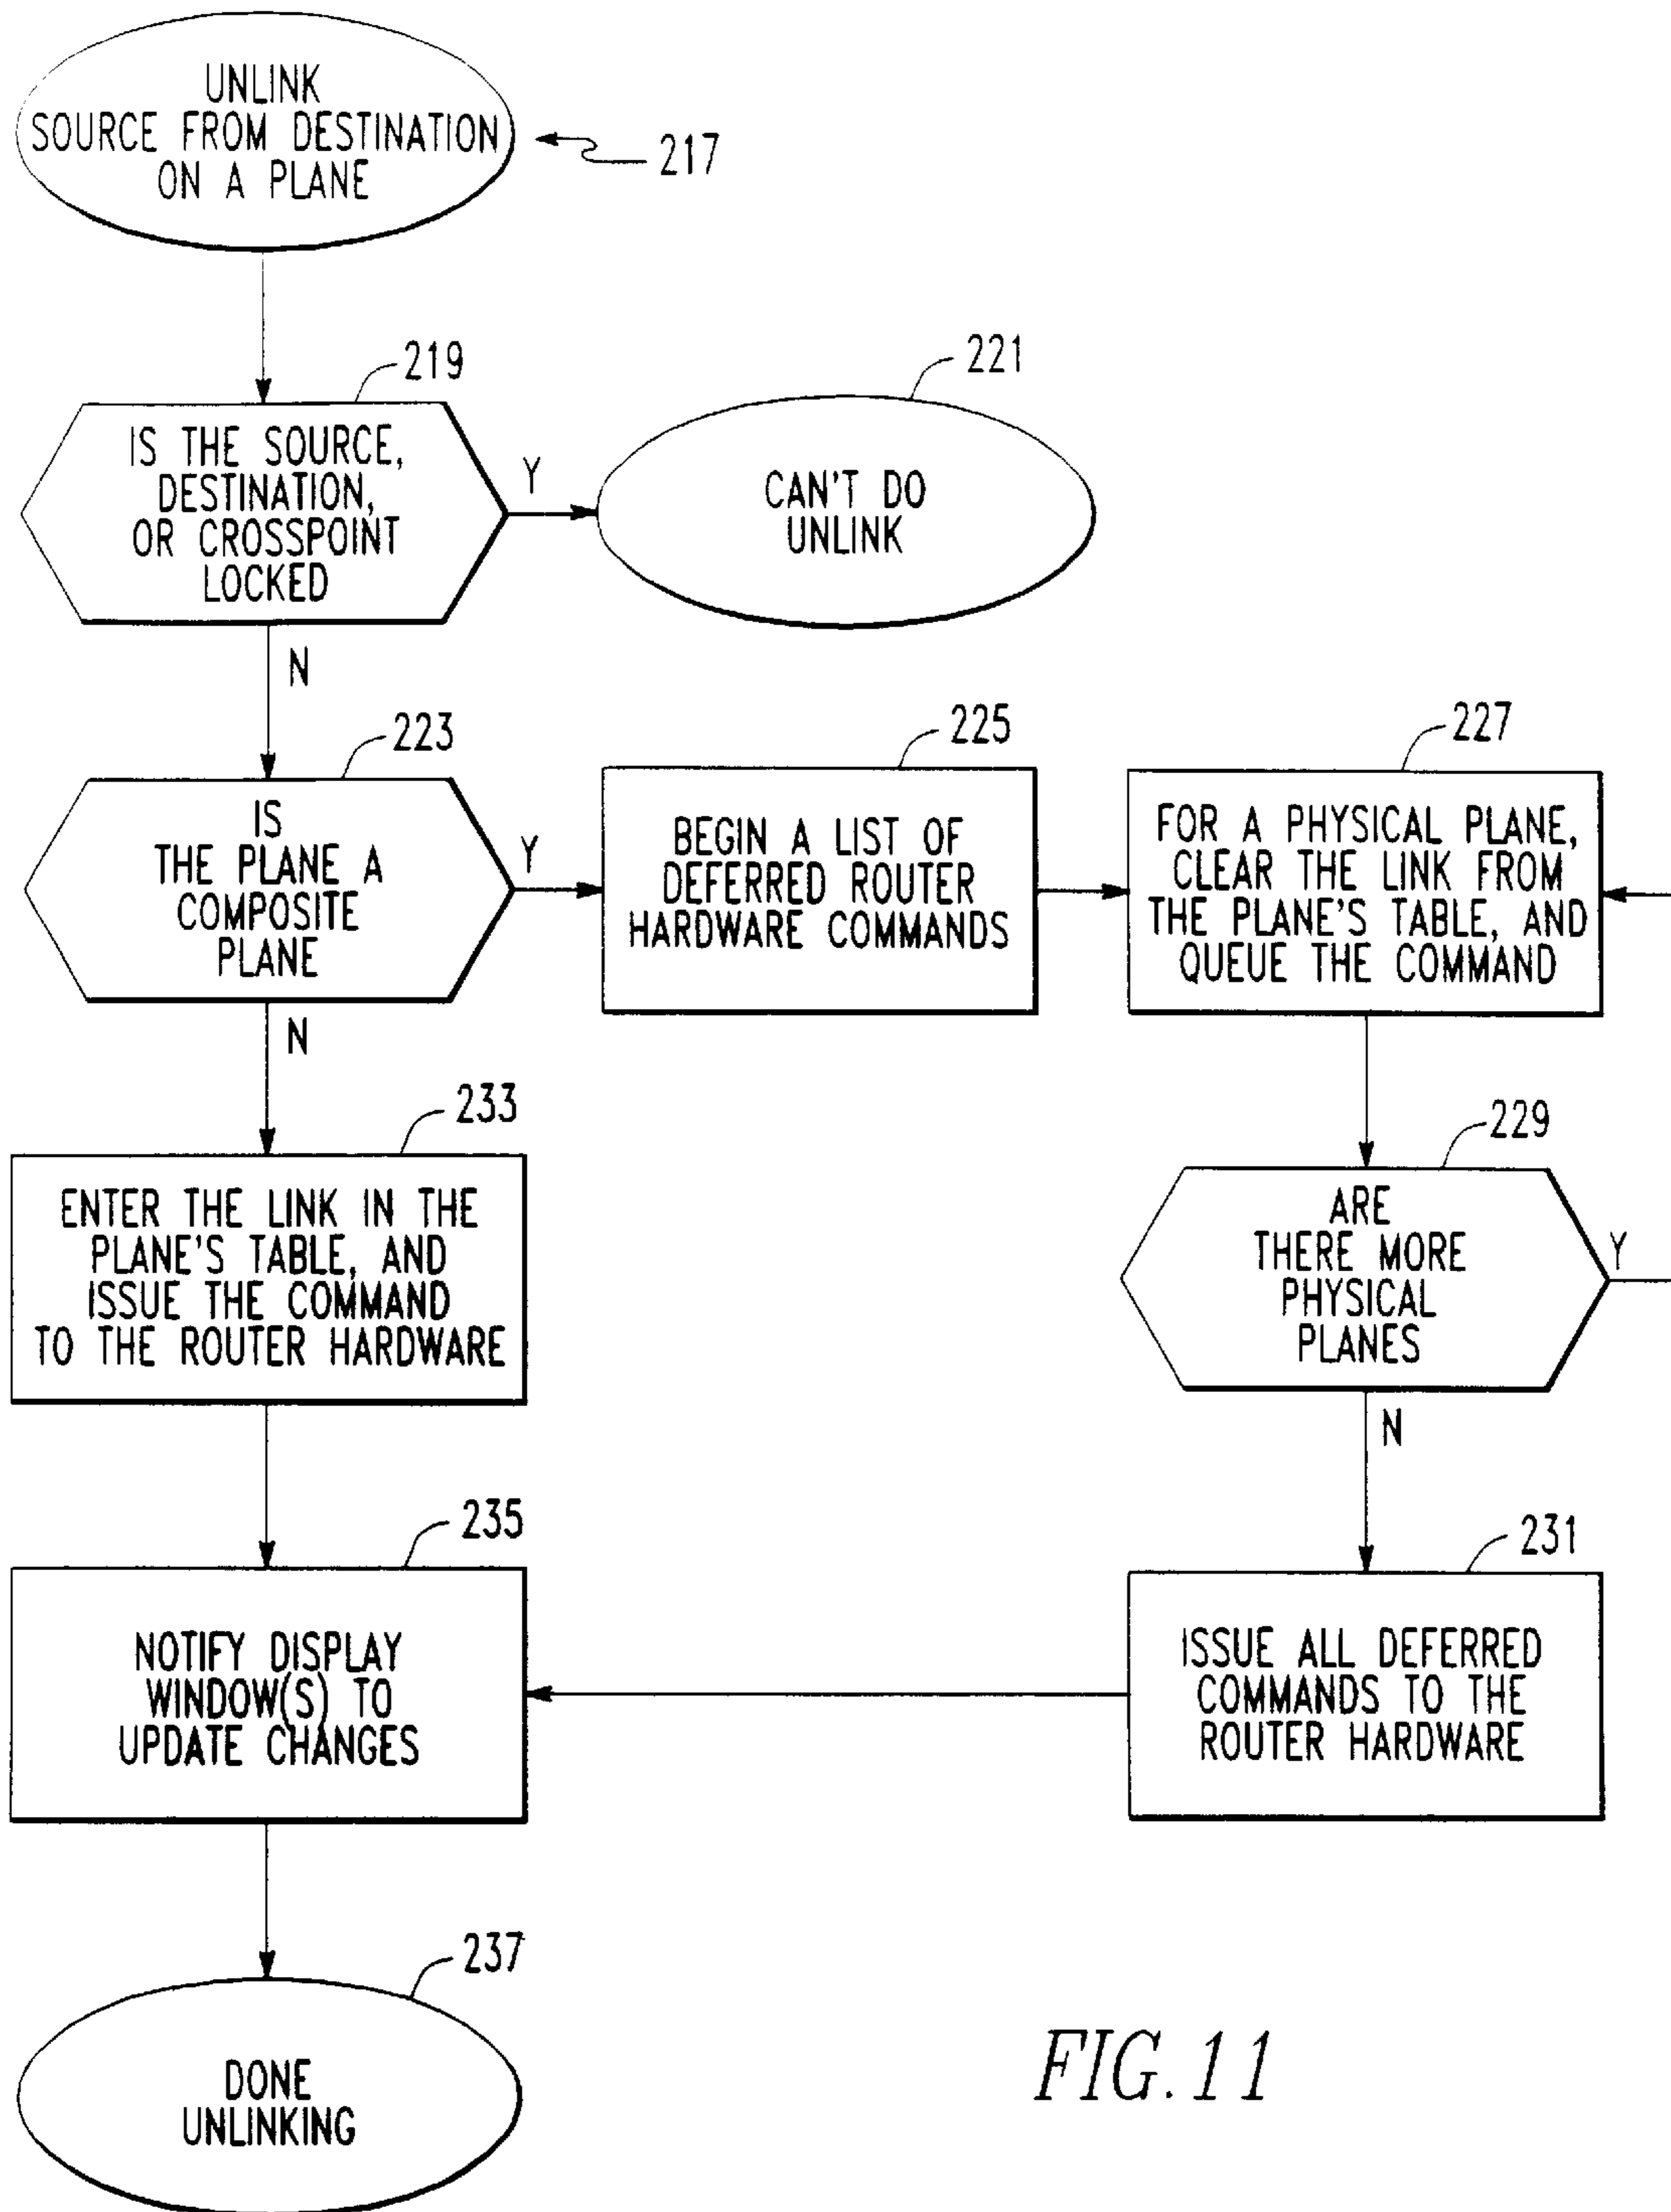 UNLINK
SOURCE FROM DESTINATION
ON A PLANE
217
219
IS THE SOURCE,
DESTINATION,
OR CROSSPOINT
LOCKED
Y
N
221
CAN'T DO
UNLINK
223
IS
THE PLANE A
COMPOSITE
PLANE
Y
N
225
BEGIN A LIST OF
DEFERRED ROUTER
HARDWARE COMMANDS
227
FOR A PHYSICAL PLANE,
CLEAR THE LINK FROM
THE PLANE'S TABLE, AND
QUEUE THE COMMAND
229
ARE
THERE MORE
PHYSICAL
PLANES
Y
N
233
ENTER THE LINK IN THE
PLANE'S TABLE, AND
ISSUE THE COMMAND
TO THE ROUTER HARDWARE
231
ISSUE ALL DEFERRED
COMMANDS TO THE
ROUTER HARDWARE
235
NOTIFY DISPLAY
WINDOW(S) TO
UPDATE CHANGES
237
DONE
UNLINKING
FIG. 11